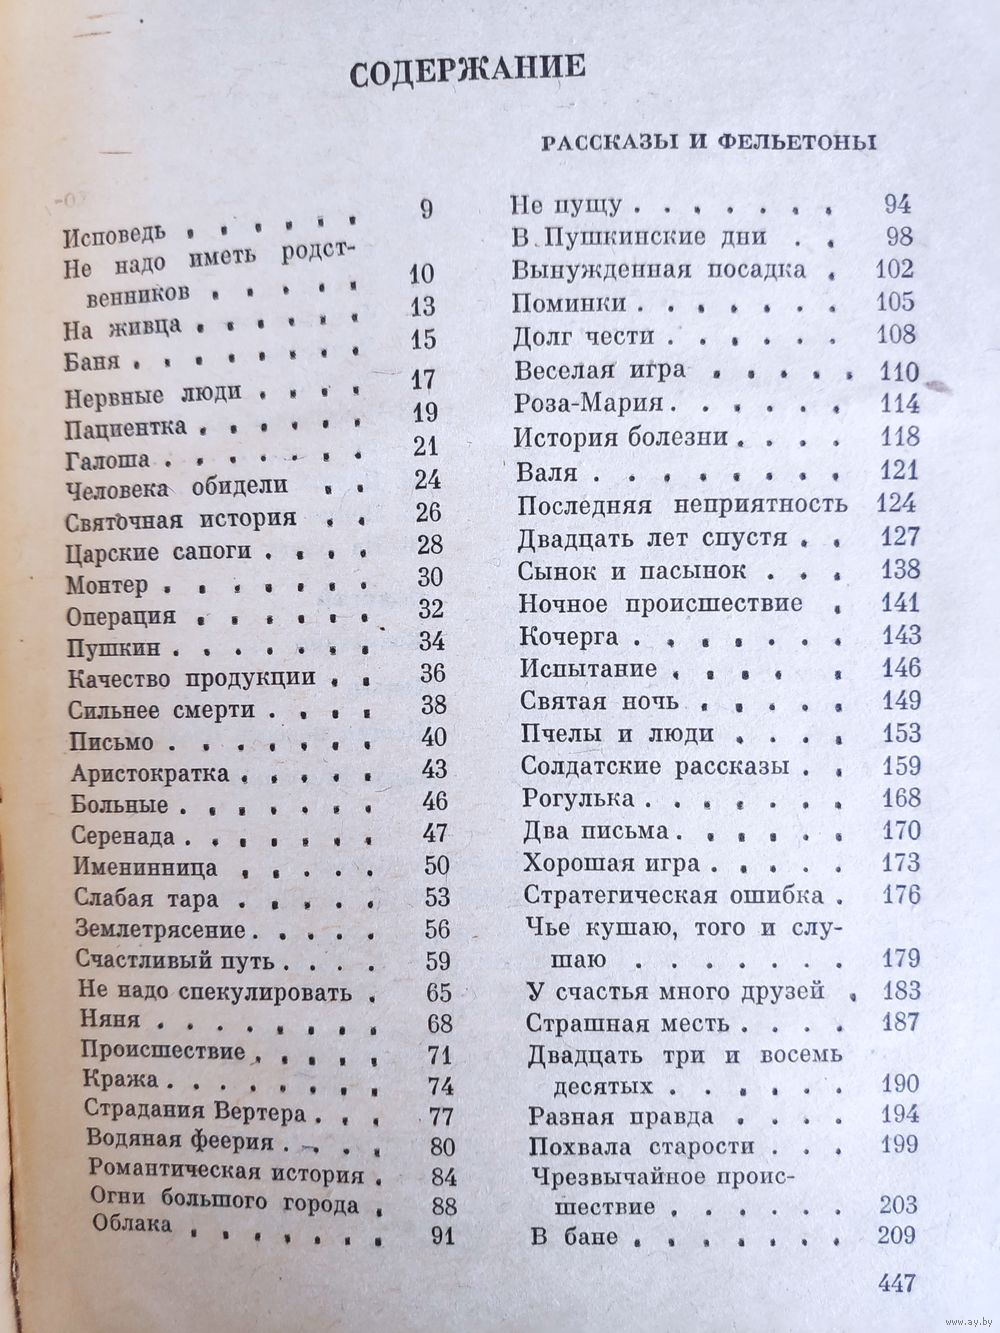 СОДЕРЖАНИЕ
РАССКАЗЫ И ФЕЛЬЕТОНЫ
Исповедь . . . . . . 9
Не надо иметь родст-
венников . . . . . 10
На живца . . . . . . 13
Баня . . . . . . . . 15
Нервные люди . . . . 17
Пациентка . . . . . . 19
Галоша . . . . . . . 21
Человека обидели . . 24
Святочная история . . 26
Царские сапоги . . . . 28
Монтер . . . . . . . 30
Операция . . . . . . 32
Пушкин . . . . . . . 34
Качество продукции . . 36
Сильнее смерти . . . . 38
Письмо . . . . . . . 40
Аристократка . . . . . 43
Больные . . . . . . . 46
Серенада . . . . . . . 47
Именинница . . . . . 50
Слабая тара . . . . . 53
Землетрясение . . . . . 56
Счастливый путь . . . . 59
Не надо спекулировать . 65
Няня . . . . . . . . 68
Происшествие . . . . . 71
Кража . . . . . . . . 74
Страдания Вертера . . . 77
Водяная феерия . . . . 80
Романтическая история . 84
Огни большого города . 88
Облака . . . . . . . 91
Не пущу . . . . . . . 94
В Пушкинские дни . . 98
Вынужденная посадка . 102
Поминки . . . . . . . 105
Долг чести . . . . . . 108
Веселая игра . . . . . 110
Роза-Мария . . . . . . 114
История болезни . . . . 118
Валя . . . . . . . . 121
Последняя неприятность 124
Двадцать лет спустя . . 127
Сынок и пасынок . . . 138
Ночное происшествие . 141
Кочерга . . . . . . . 143
Испытание . . . . . 146
Святая ночь . . . . . 149
Пчелы и люди . . . . 153
Солдатские рассказы . . 159
Рогулька . . . . . . . 168
Два письма . . . . . . 170
Хорошая игра . . . . . 173
Стратегическая ошибка . 176
Чье кушаю, того и слу-
шаю . . . . . . . 179
У счастья много друзей . 183
Страшная месть . . . . 187
Двадцать три и восемь
десятых . . . . . . 190
Разная правда . . . . 194
Похвала старости . . . 199
Чрезвычайное проис-
шествие . . . . . . 203
В бане . . . . . . . 209
447
www.ay.by